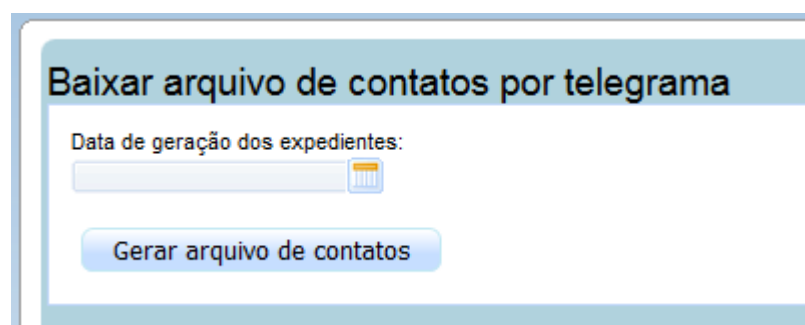 Baixar arquivo de contatos por telegrama
Data de geração dos expedientes:
Gerar arquivo de contatos